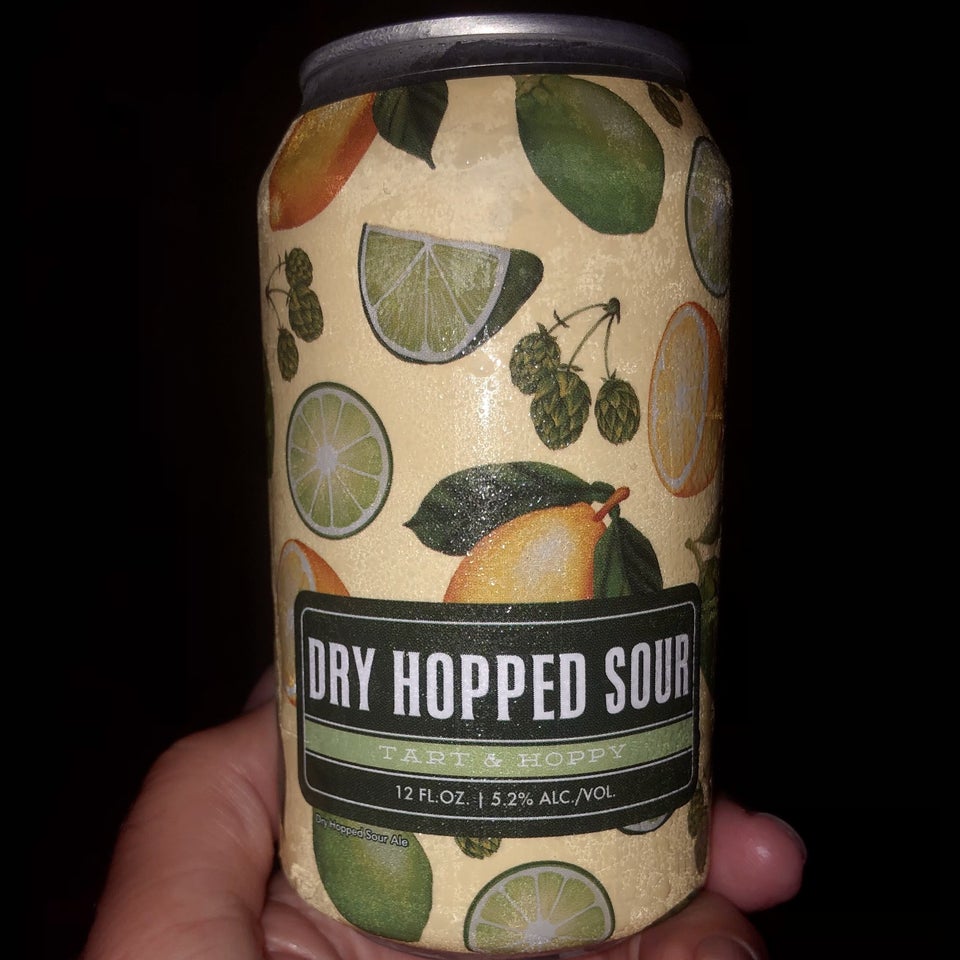 DRY HOPPED SOUR
TART & HOPPY
12 FL.OZ. | 5.2% ALC./VOL.
Dry Hopped Sour Ale